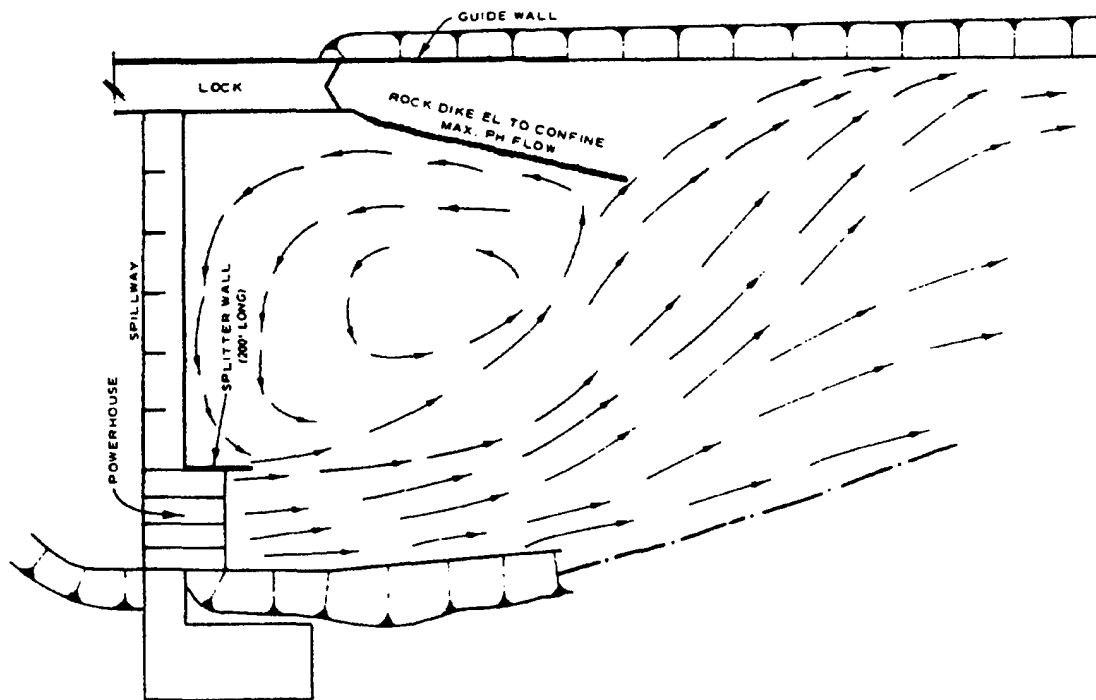 GUIDE WALL
LOCK
ROCK DIKE EL TO CONFINE
MAX. PH FLOW
SPILLWAY
SPLITTER WALL
(200' LONG)
POWERHOUSE